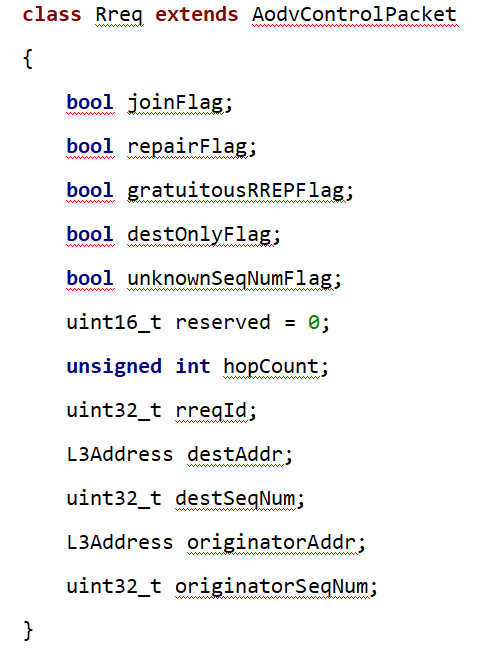 class Rreq extends AodvControlPacket
{
bool joinFlag;
bool repairFlag;
bool gratuitousRREPFlag;
bool destOnlyFlag;
bool unknownSeqNumFlag;
uint16_t reserved = 0;
unsigned int hopCount;
uint32_t rreqId;
L3Address destAddr;
uint32_t destSeqNum;
L3Address originatorAddr;
uint32_t originatorSeqNum;
}